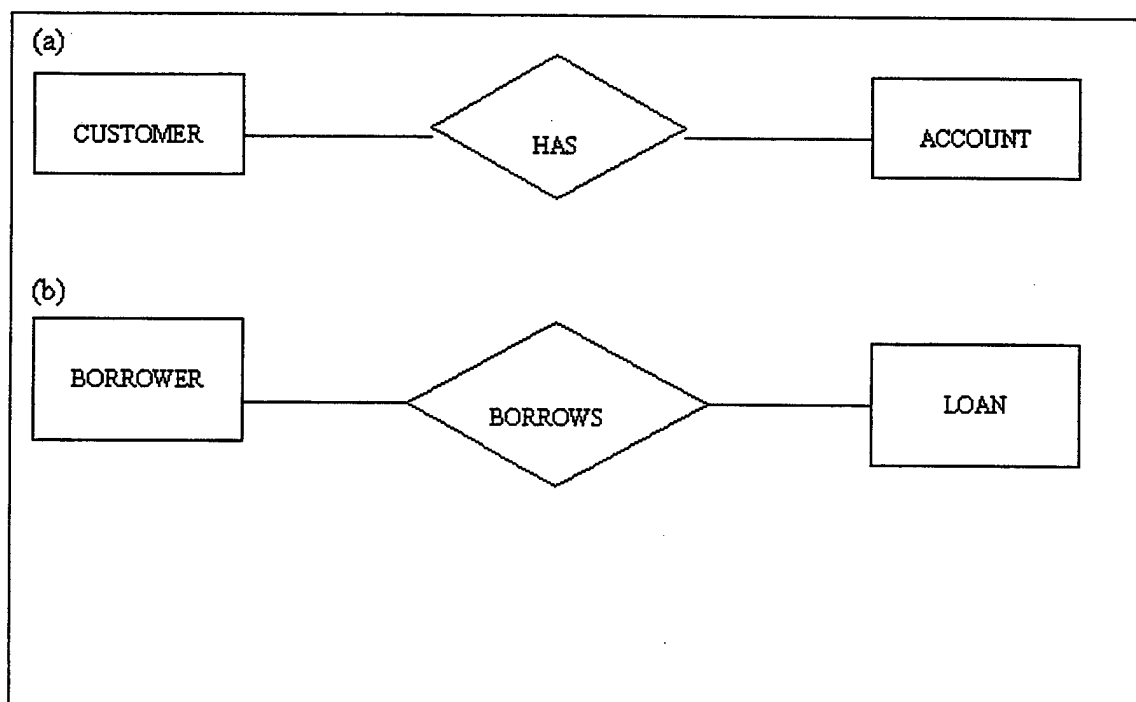 (a)
CUSTOMER
HAS
ACCOUNT
(b)
BORROWER
BORROWS
LOAN